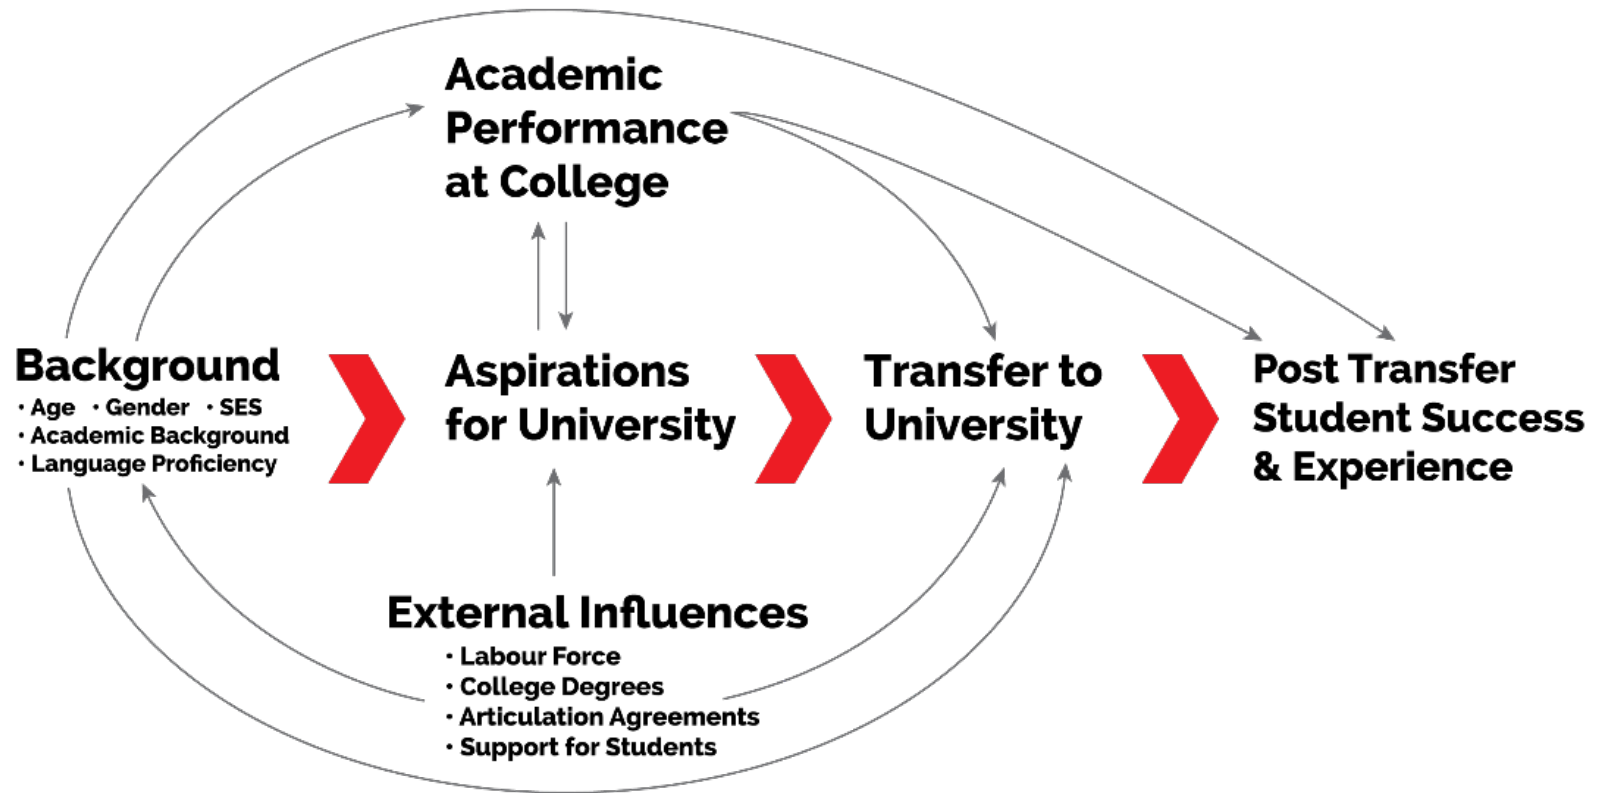 Academic
Performance
at College
Background
· Age · Gender · SES
· Academic Background
· Language Proficiency
Aspirations
for University
Transfer to
University
Post Transfer
Student Success
& Experience
External Influences
· Labour Force
· College Degrees
· Articulation Agreements
· Support for Students